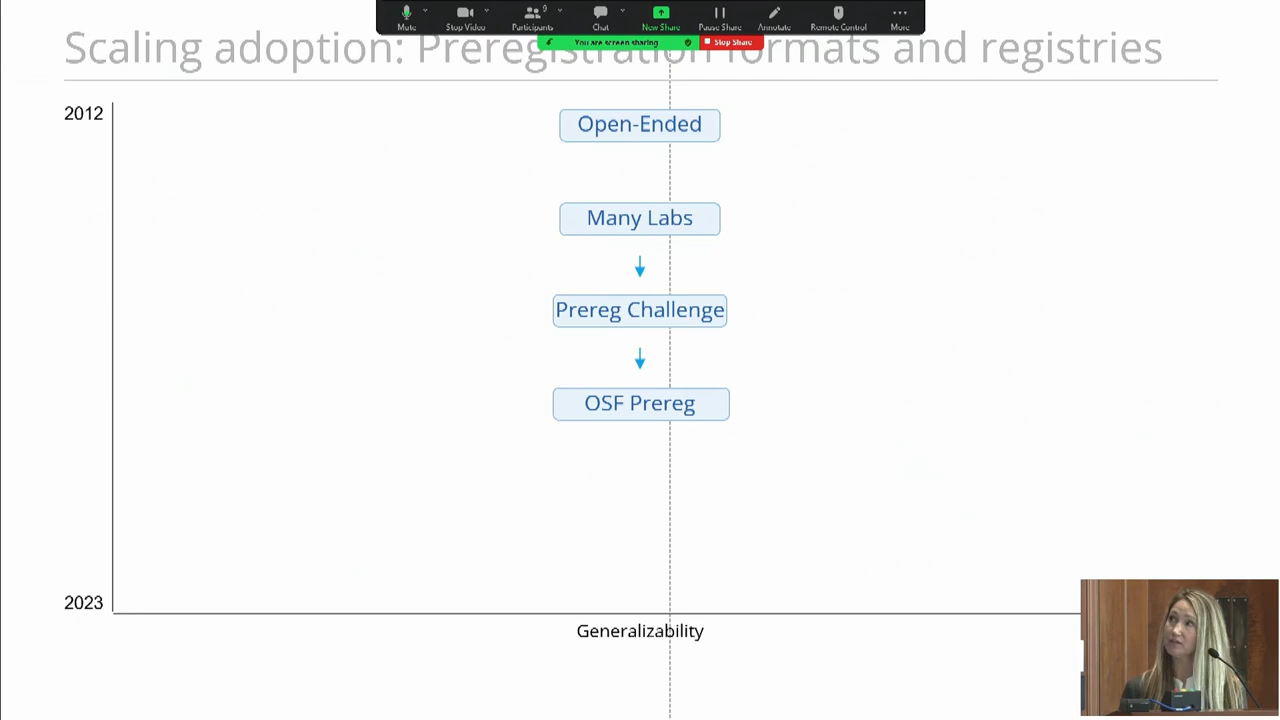 Mute
Stop Video
Participants
9
Chat
New Share
Pause Share
Annotate
Remote Control
More
You are screen sharing
Stop Share
Scaling adoption: Preregistration formats and registries
2012
Open-Ended
Many Labs
Prereg Challenge
OSF Prereg
2023
Generalizability